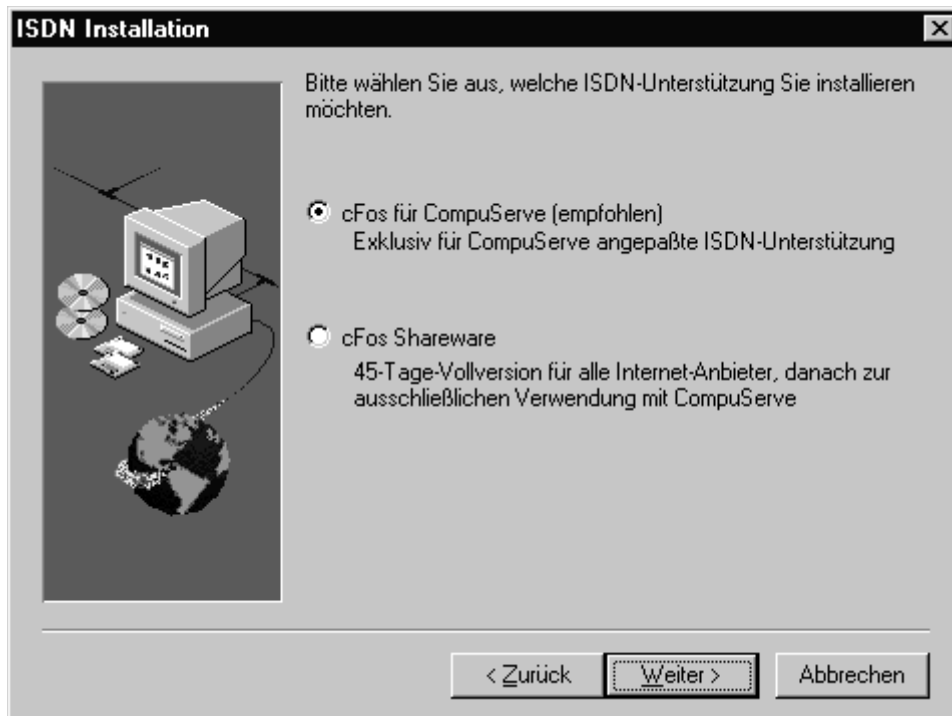 ISDN Installation
Bitte wählen Sie aus, welche ISDN-Unterstützung Sie installieren
möchten.
cFos für CompuServe (empfohlen)
Exklusiv für CompuServe angepaßte ISDN-Unterstützung
cFos Shareware
45-Tage-Vollversion für alle Internet-Anbieter, danach zur
ausschließlichen Verwendung mit CompuServe
< Zurück
Weiter >
Abbrechen